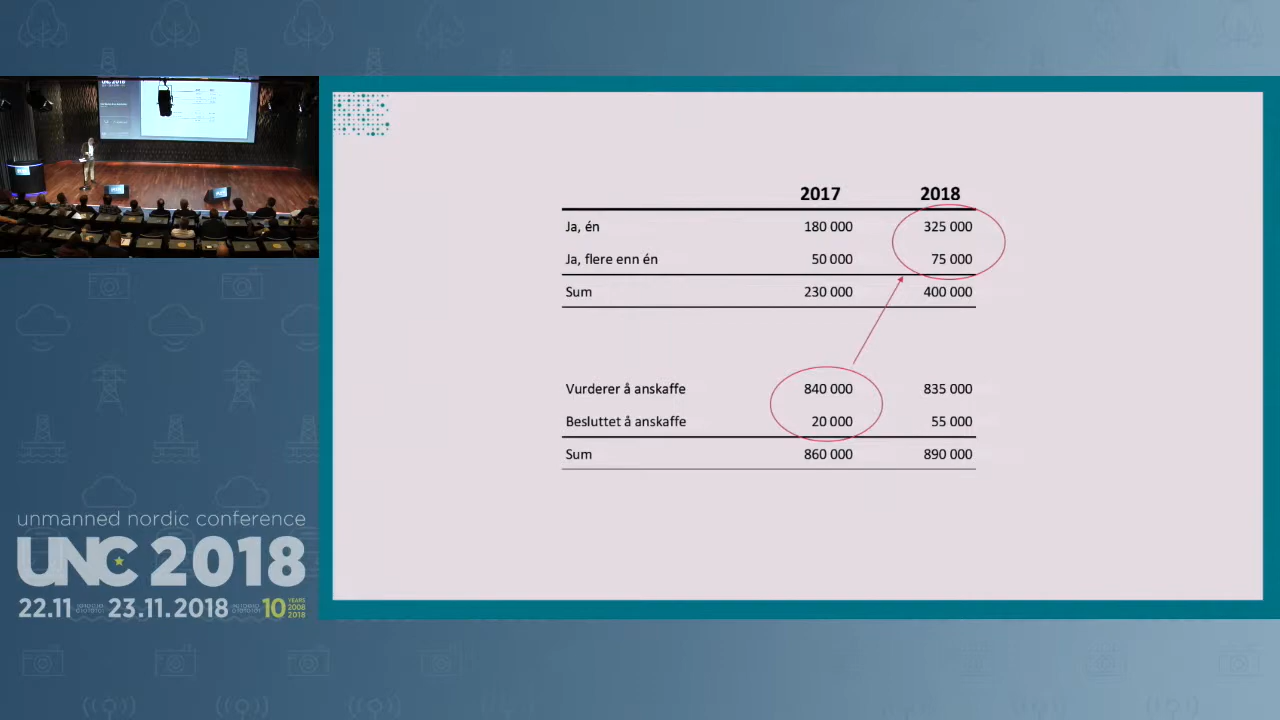 2017 2018
Ja, én 180 000 325 000
Ja, flere enn én 50 000 75 000
Sum 230 000 400 000
Vurderer å anskaffe 840 000 835 000
Besluttet å anskaffe 20 000 55 000
Sum 860 000 890 000
unmanned nordic conference
UNC 2018
22.11 23.11.2018 10 YEARS 2008 2018